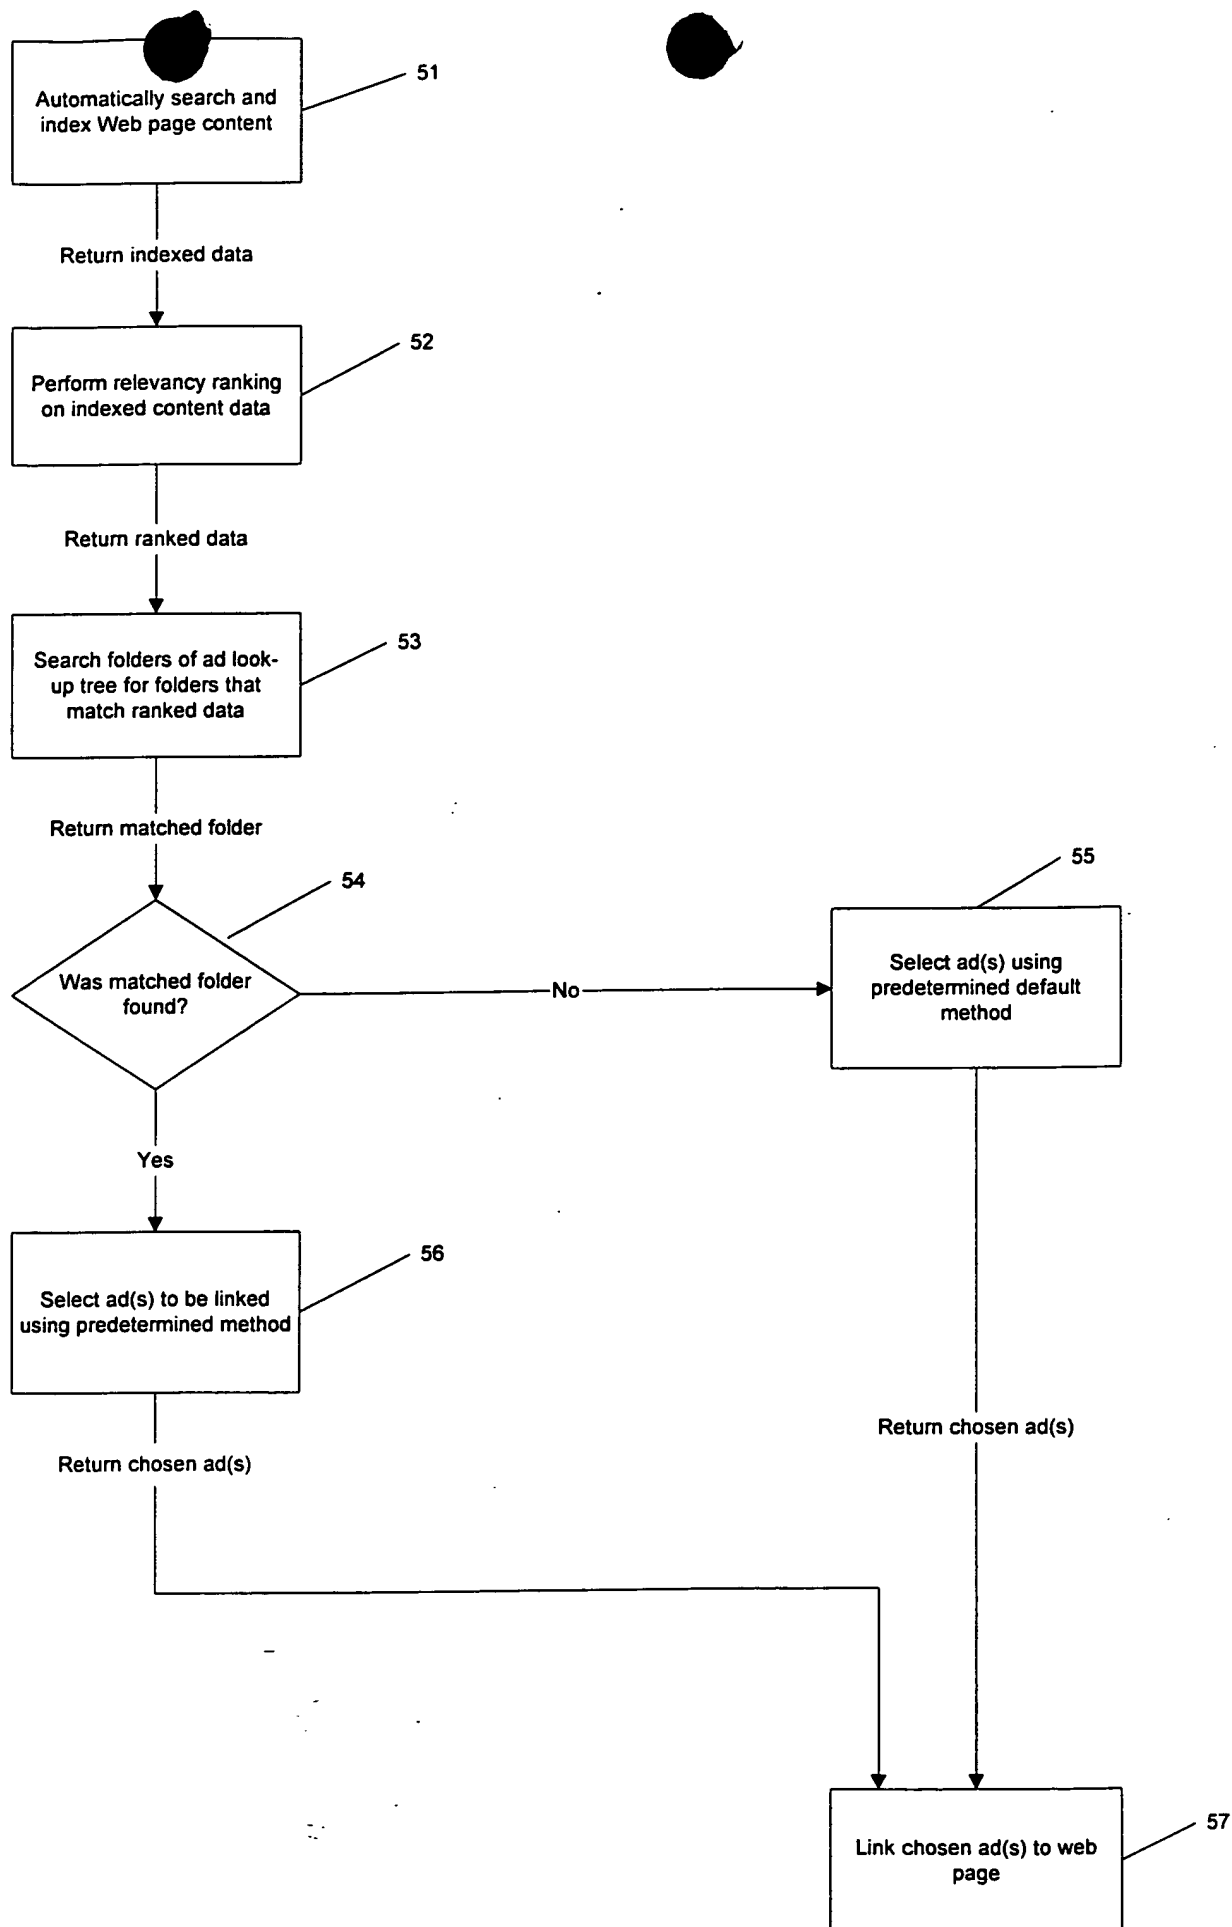 51
Automatically search and
index Web page content
Return indexed data
52
Perform relevancy ranking
on indexed content data
Return ranked data
53
Search folders of ad look-
up tree for folders that
match ranked data
Return matched folder
54
Was matched folder
found?
No
55
Select ad(s) using
predetermined default
method
Yes
56
Select ad(s) to be linked
using predetermined method
Return chosen ad(s)
Return chosen ad(s)
57
Link chosen ad(s) to web
page